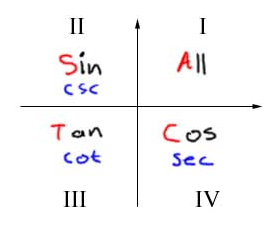 II I
Sin All
csc
Tan Cos
cot sec
III IV